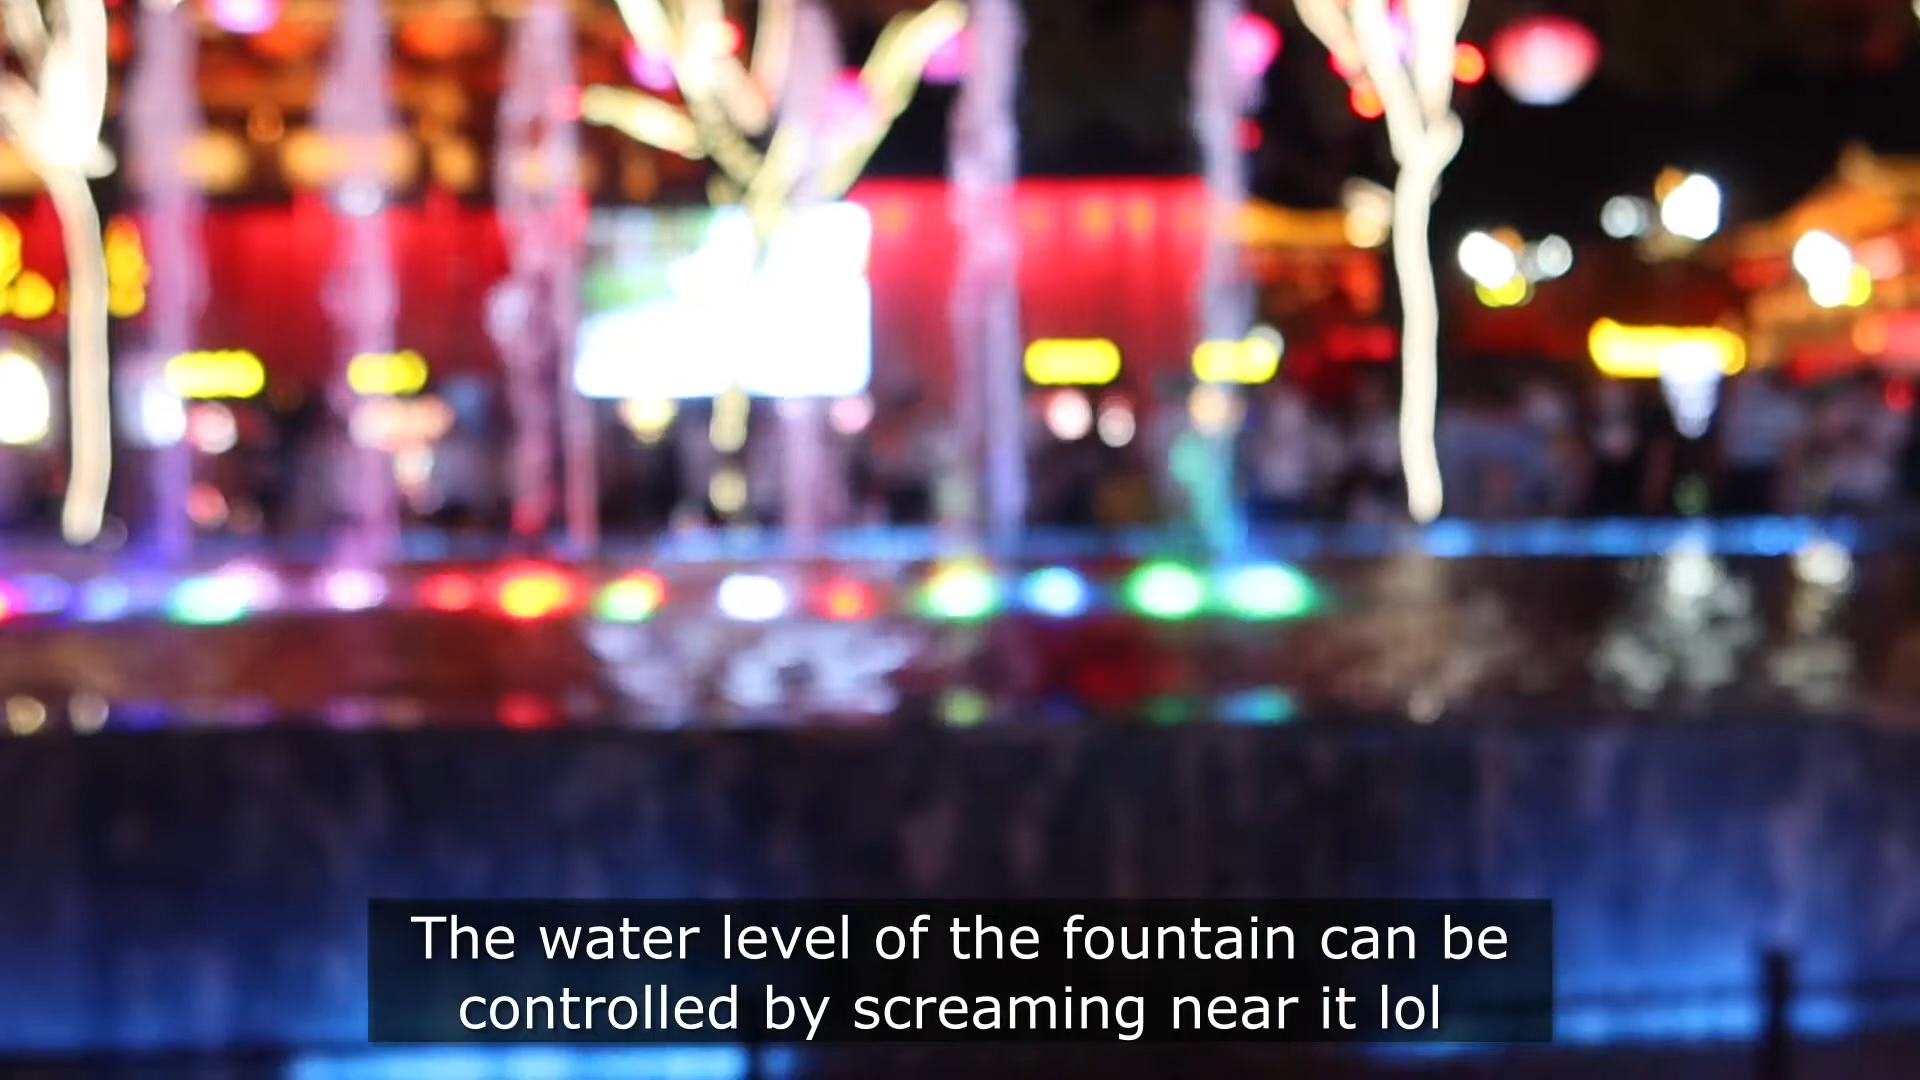 The water level of the fountain can be
controlled by screaming near it lol